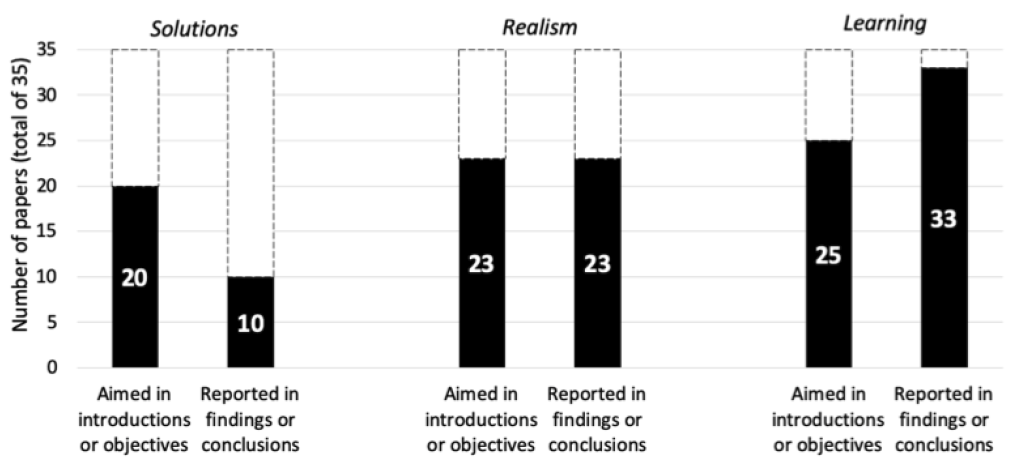 Solutions
Realism
Learning
Number of papers (total of 35)
35
30
25
20
15
10
5
0
20
10
23
23
25
33
Aimed in
introductions
or objectives
Reported in
findings or
conclusions
Aimed in
introductions
or objectives
Reported in
findings or
conclusions
Aimed in
introductions
or objectives
Reported in
findings or
conclusions